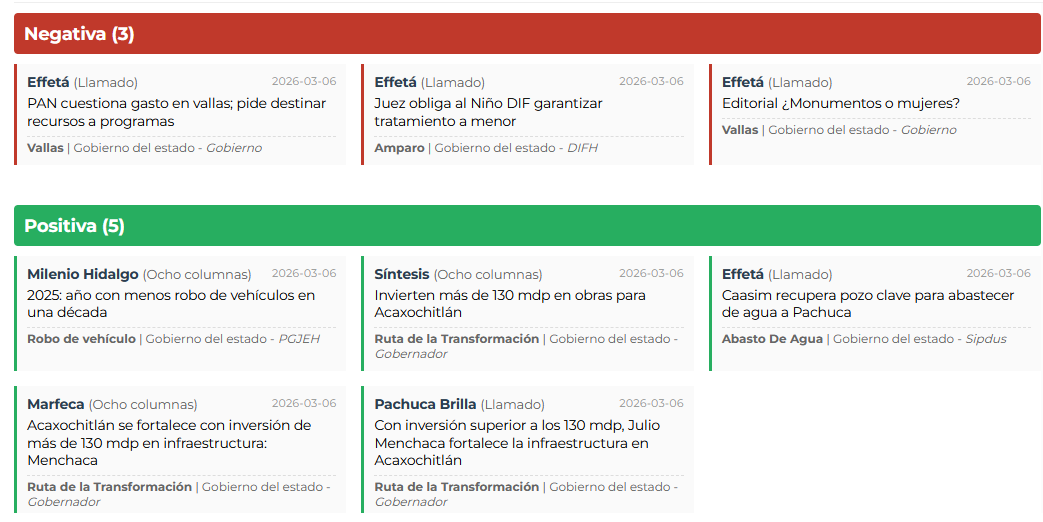 Negativa (3)
Effetá (Llamado) 2026-03-06
PAN cuestiona gasto en vallas; pide destinar
recursos a programas
Vallas | Gobierno del estado - Gobierno
Effetá (Llamado) 2026-03-06
Juez obliga al Niño DIF garantizar
tratamiento a menor
Amparo | Gobierno del estado - DIFH
Effetá (Llamado) 2026-03-06
Editorial ¿Monumentos o mujeres?
Vallas | Gobierno del estado - Gobierno
Positiva (5)
Milenio Hidalgo (Ocho columnas) 2026-03-06
2025: año con menos robo de vehículos en
una década
Robo de vehículo | Gobierno del estado - PGJEH
Síntesis (Ocho columnas) 2026-03-06
Invierten más de 130 mdp en obras para
Acaxochitlán
Ruta de la Transformación | Gobierno del estado -
Gobernador
Effetá (Llamado) 2026-03-06
Caasim recupera pozo clave para abastecer
de agua a Pachuca
Abasto De Agua | Gobierno del estado - Sipdus
Marfeca (Ocho columnas) 2026-03-06
Acaxochitlán se fortalece con inversión de
más de 130 mdp en infraestructura:
Menchaca
Ruta de la Transformación | Gobierno del estado -
Gobernador
Pachuca Brilla (Llamado) 2026-03-06
Con inversión superior a los 130 mdp, Julio
Menchaca fortalece la infraestructura en
Acaxochitlán
Ruta de la Transformación | Gobierno del estado -
Gobernador